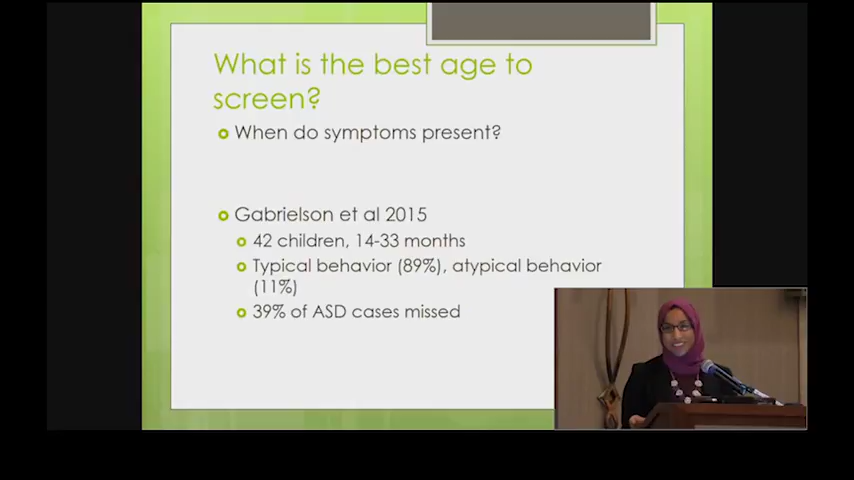 What is the best age to
screen?
When do symptoms present?
Gabrielson et al 2015
42 children, 14-33 months
Typical behavior (89%), atypical behavior
(11%)
39% of ASD cases missed